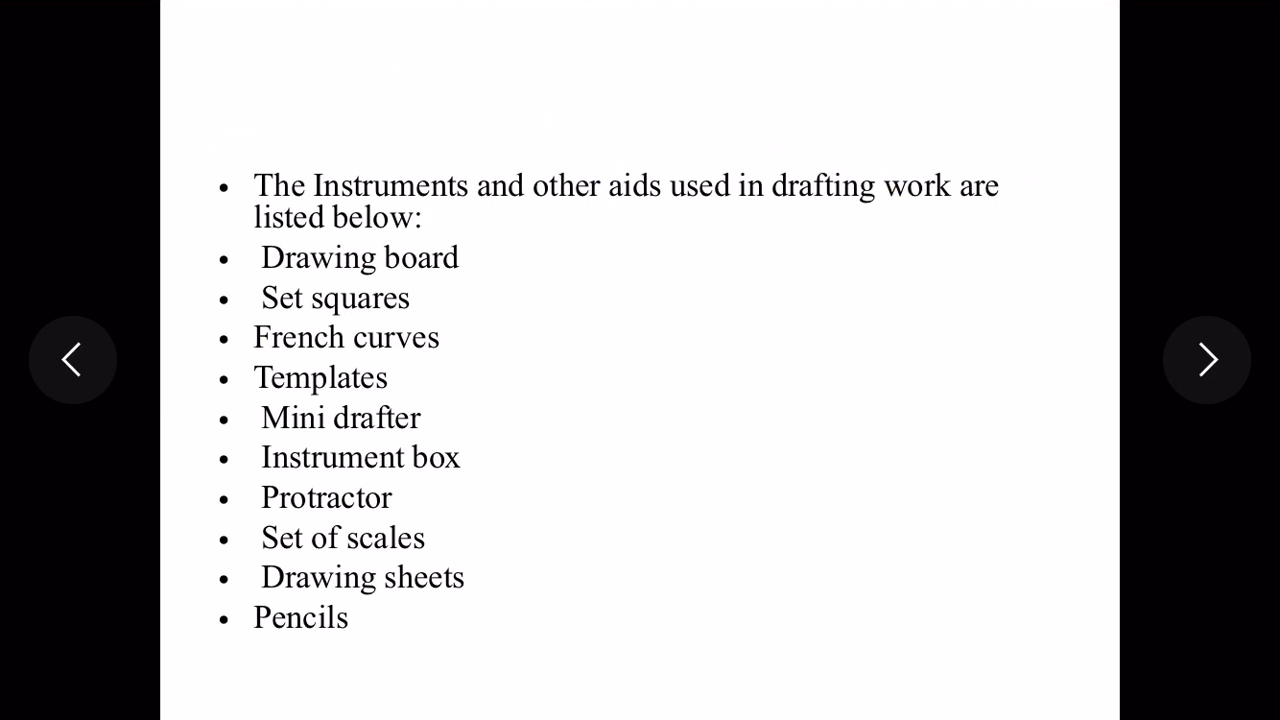 • The Instruments and other aids used in drafting work are
listed below:
• Drawing board
• Set squares
• French curves
• Templates
• Mini drafter
• Instrument box
• Protractor
• Set of scales
• Drawing sheets
• Pencils